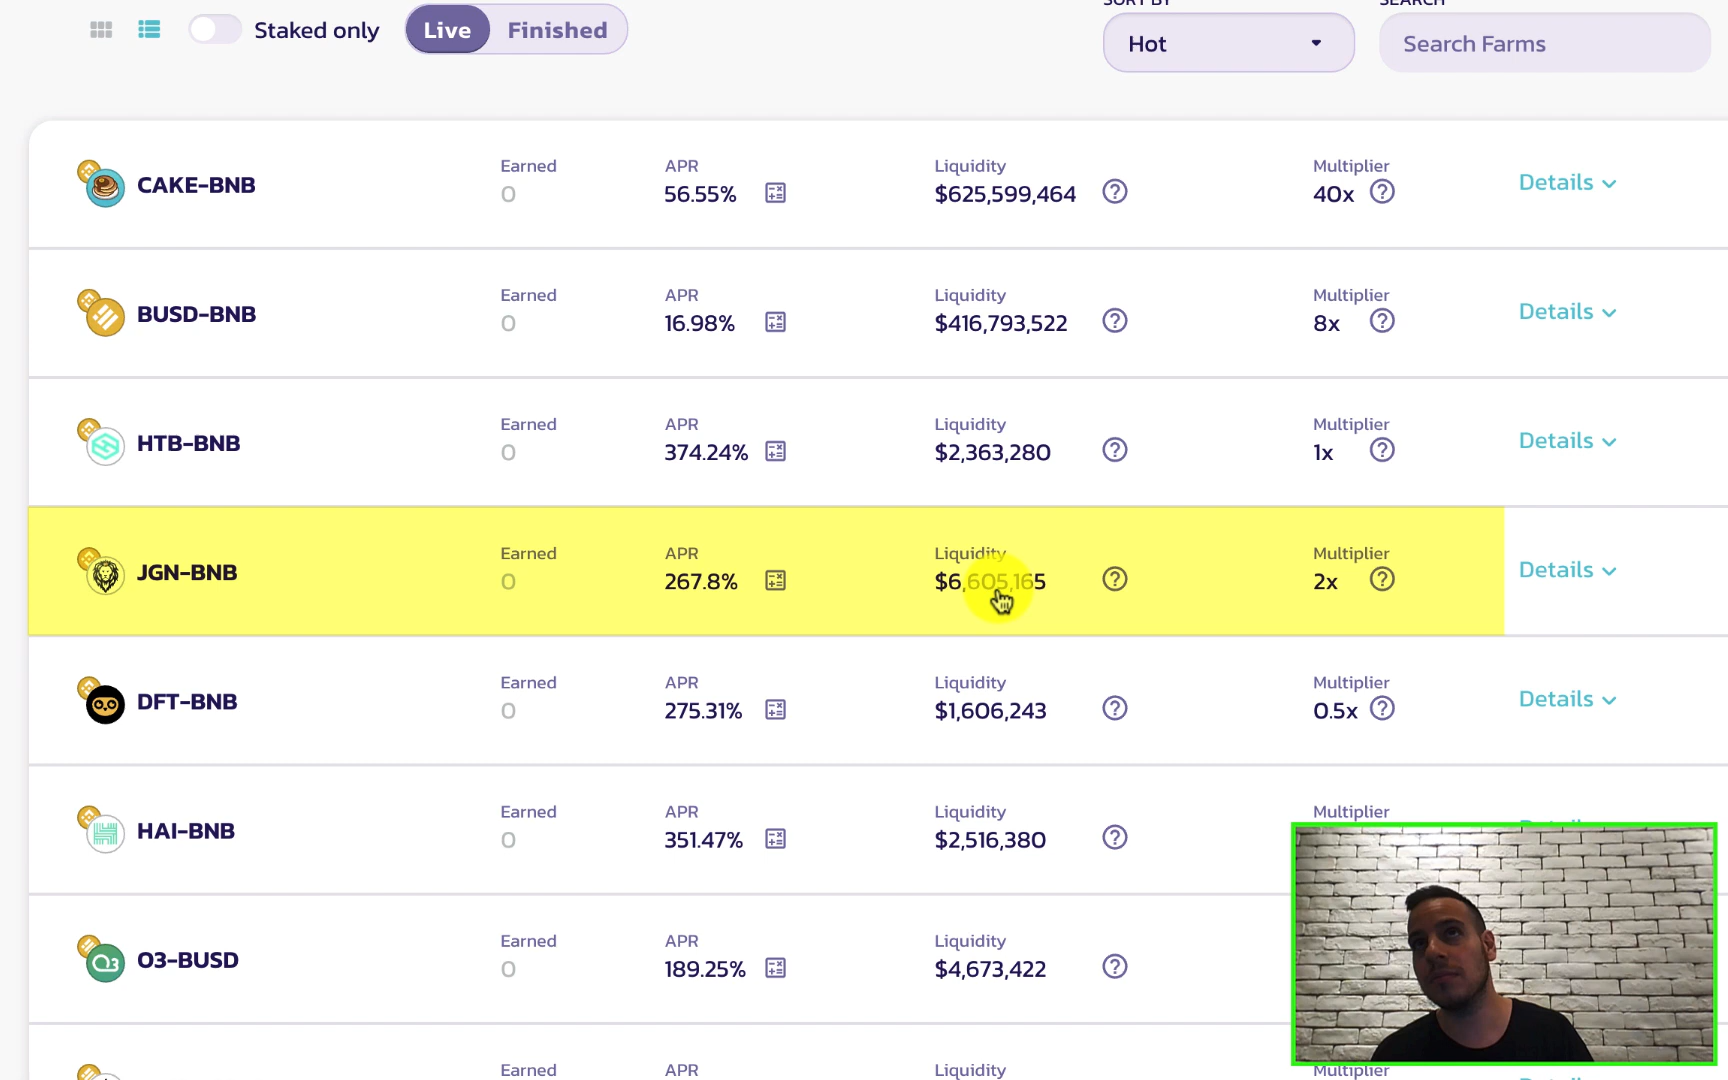 SORT BY
SEARCH
Staked only
Live
Finished
Hot
Search Farms
CAKE-BNB
Earned
0
APR
56.55%
Liquidity
$625,599,464
Multiplier
40x
Details
BUSD-BNB
Earned
0
APR
16.98%
Liquidity
$416,793,522
Multiplier
8x
Details
HTB-BNB
Earned
0
APR
374.24%
Liquidity
$2,363,280
Multiplier
1x
Details
JGN-BNB
Earned
0
APR
267.8%
Liquidity
$6,605,165
Multiplier
2x
Details
DFT-BNB
Earned
0
APR
275.31%
Liquidity
$1,606,243
Multiplier
0.5x
Details
HAI-BNB
Earned
0
APR
351.47%
Liquidity
$2,516,380
Multiplier
O3-BUSD
Earned
0
APR
189.25%
Liquidity
$4,673,422
Earned
APR
Liquidity
Multiplier